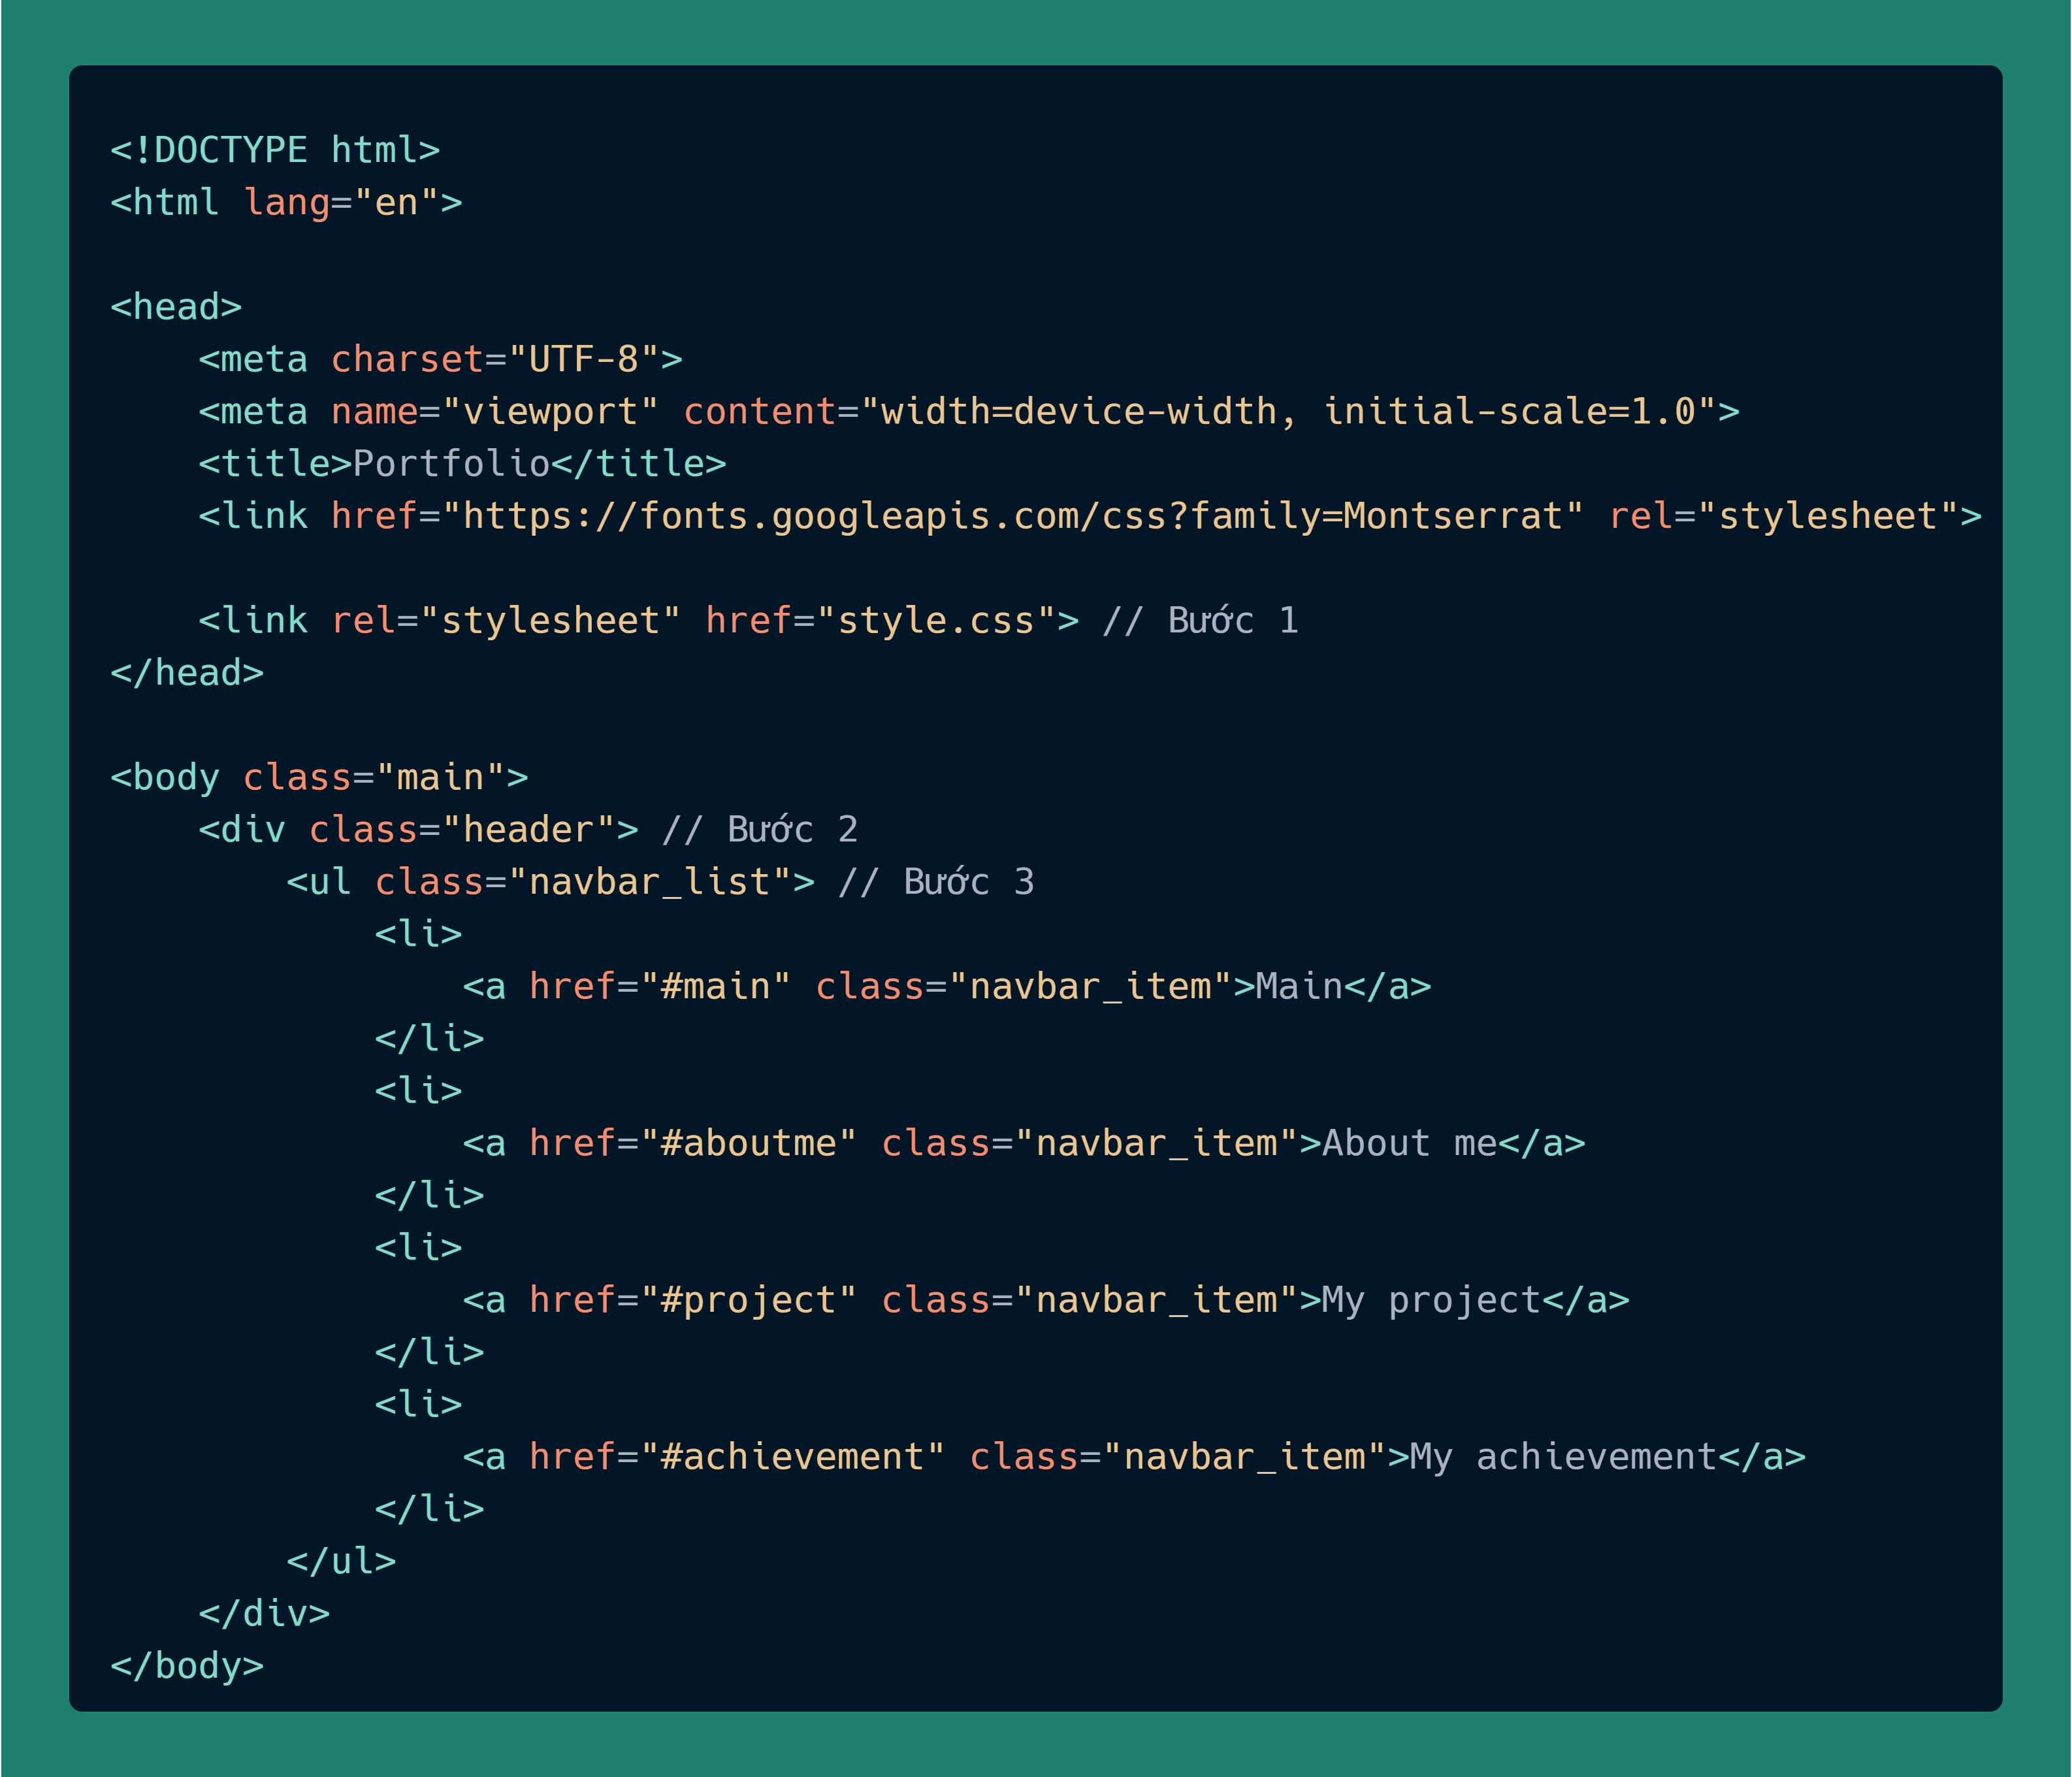 <!DOCTYPE html>
<html lang="en">
<head>
<meta charset="UTF-8">
<meta name="viewport" content="width=device-width, initial-scale=1.0">
<title>Portfolio</title>
<link href="https://fonts.googleapis.com/css?family=Montserrat" rel="stylesheet">
<link rel="stylesheet" href="style.css"> // Bước 1
</head>
<body class="main">
<div class="header"> // Bước 2
<ul class="navbar_list"> // Bước 3
<li>
<a href="#main" class="navbar_item">Main</a>
</li>
<li>
<a href="#aboutme" class="navbar_item">About me</a>
</li>
<li>
<a href="#project" class="navbar_item">My project</a>
</li>
<li>
<a href="#achievement" class="navbar_item">My achievement</a>
</li>
</ul>
</div>
</body>